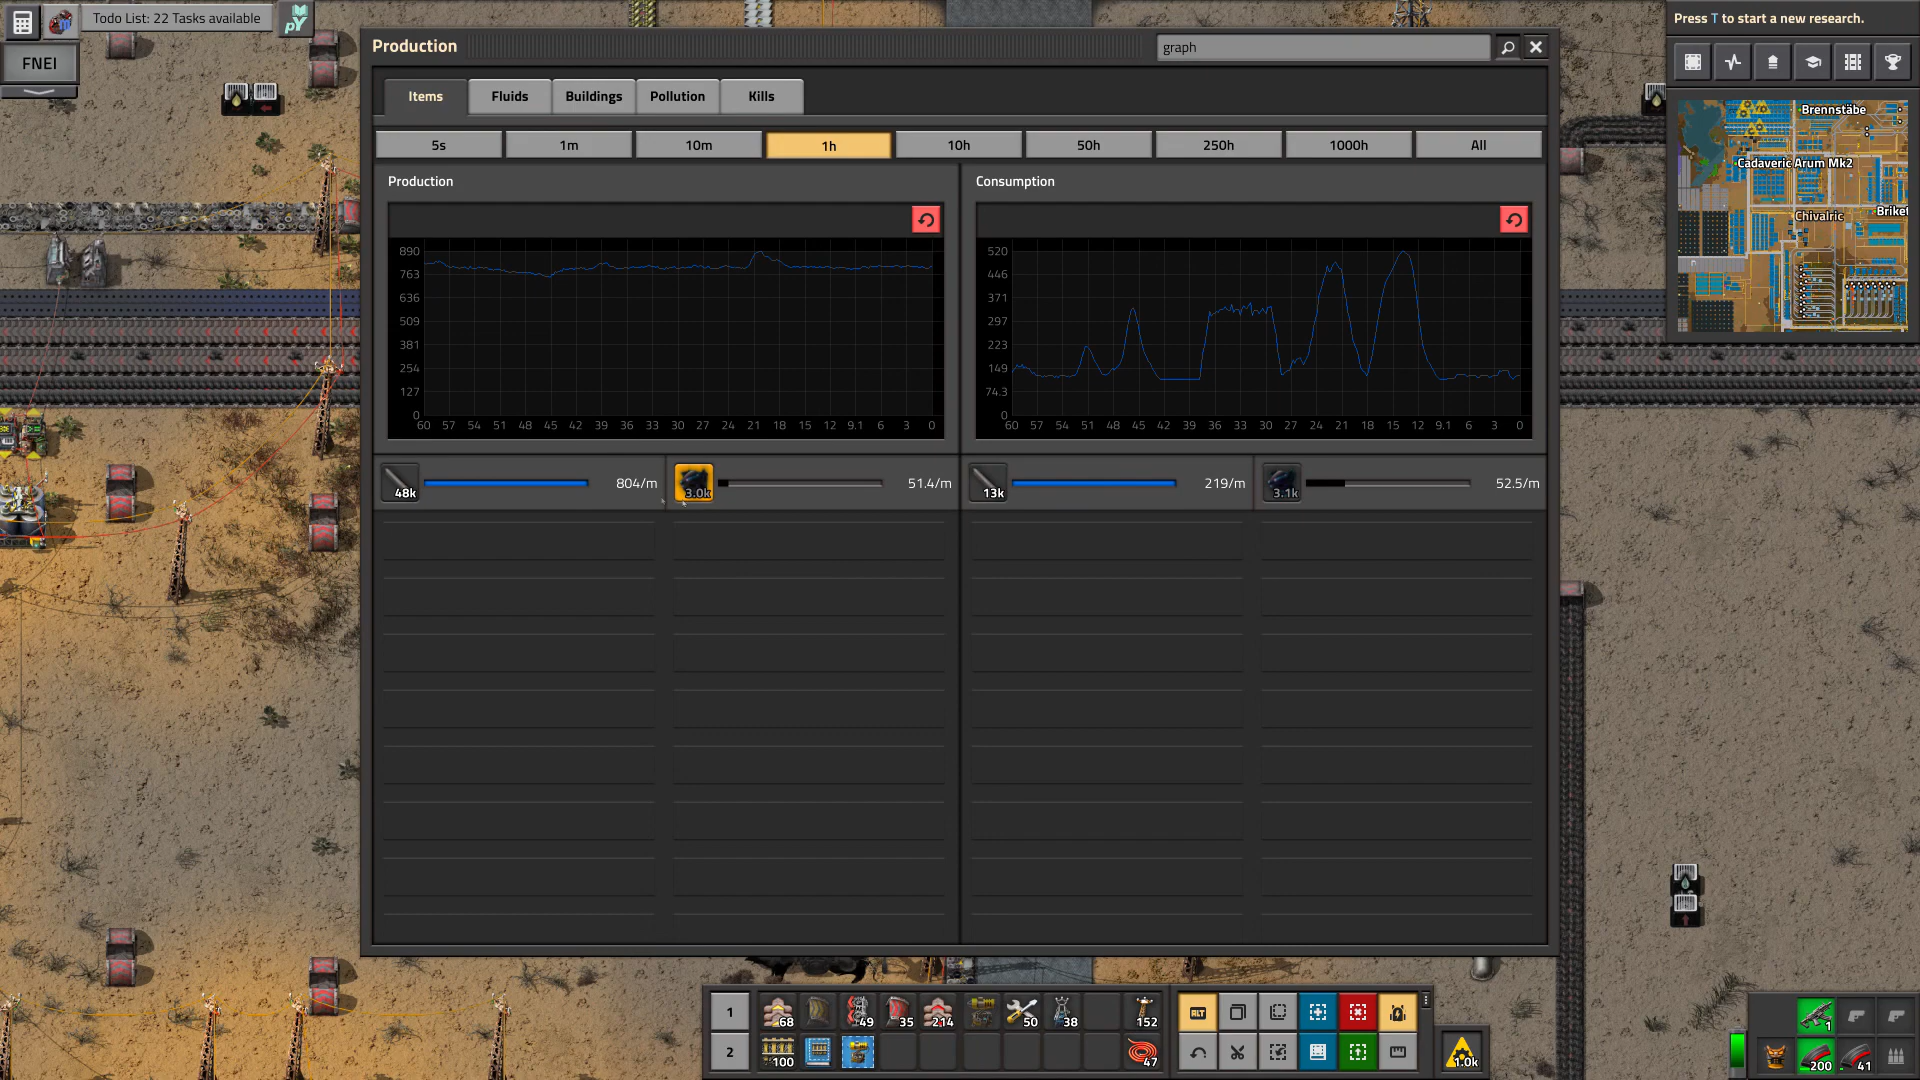 Todo List: 22 Tasks available
pY
FNEI
Production
graph
Press T to start a new research.
Items
Fluids
Buildings
Pollution
Kills
5s
1m
10m
1h
10h
50h
250h
1000h
All
Production
890
763
636
509
381
254
127
0
60 57 54 51 48 45 42 39 36 33 30 27 24 21 18 15 12 9.1 6 3 0
Consumption
520
446
371
297
223
149
74.3
0
60 57 54 51 48 45 42 39 36 33 30 27 24 21 18 15 12 9.1 6 3 0
48k 804/m
3.0k 51.4/m
13k 219/m
3.1k 52.5/m
Brennstäbe
Cadaveric Arum Mk2
Chivalric
Briket
1
68
49
35
214
50
38
152
ALT
2
100
47
1.0k
1
200
41